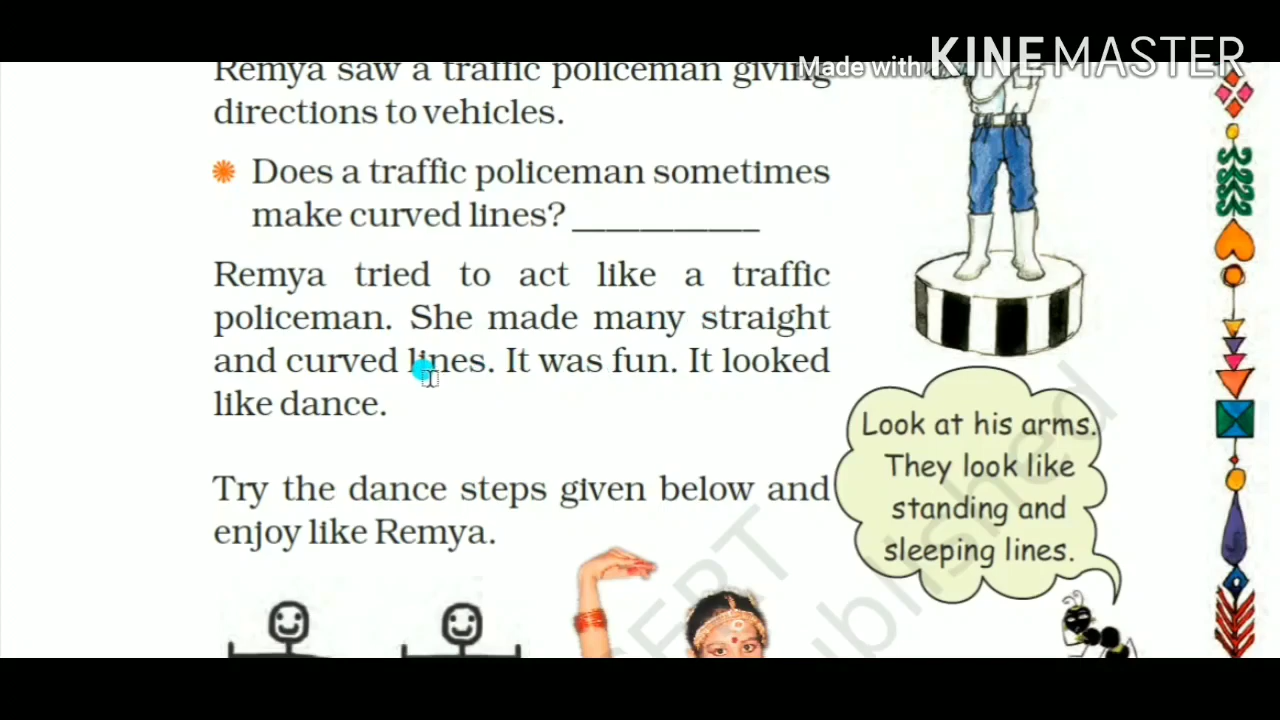 Made with KINEMASTER
Remya saw a traffic policeman giving
directions to vehicles.
Does a traffic policeman sometimes
make curved lines? ___________
Remya tried to act like a traffic
policeman. She made many straight
and curved lines. It was fun. It looked
like dance.
Look at his arms.
They look like
standing and
sleeping lines.
Try the dance steps given below and
enjoy like Remya.